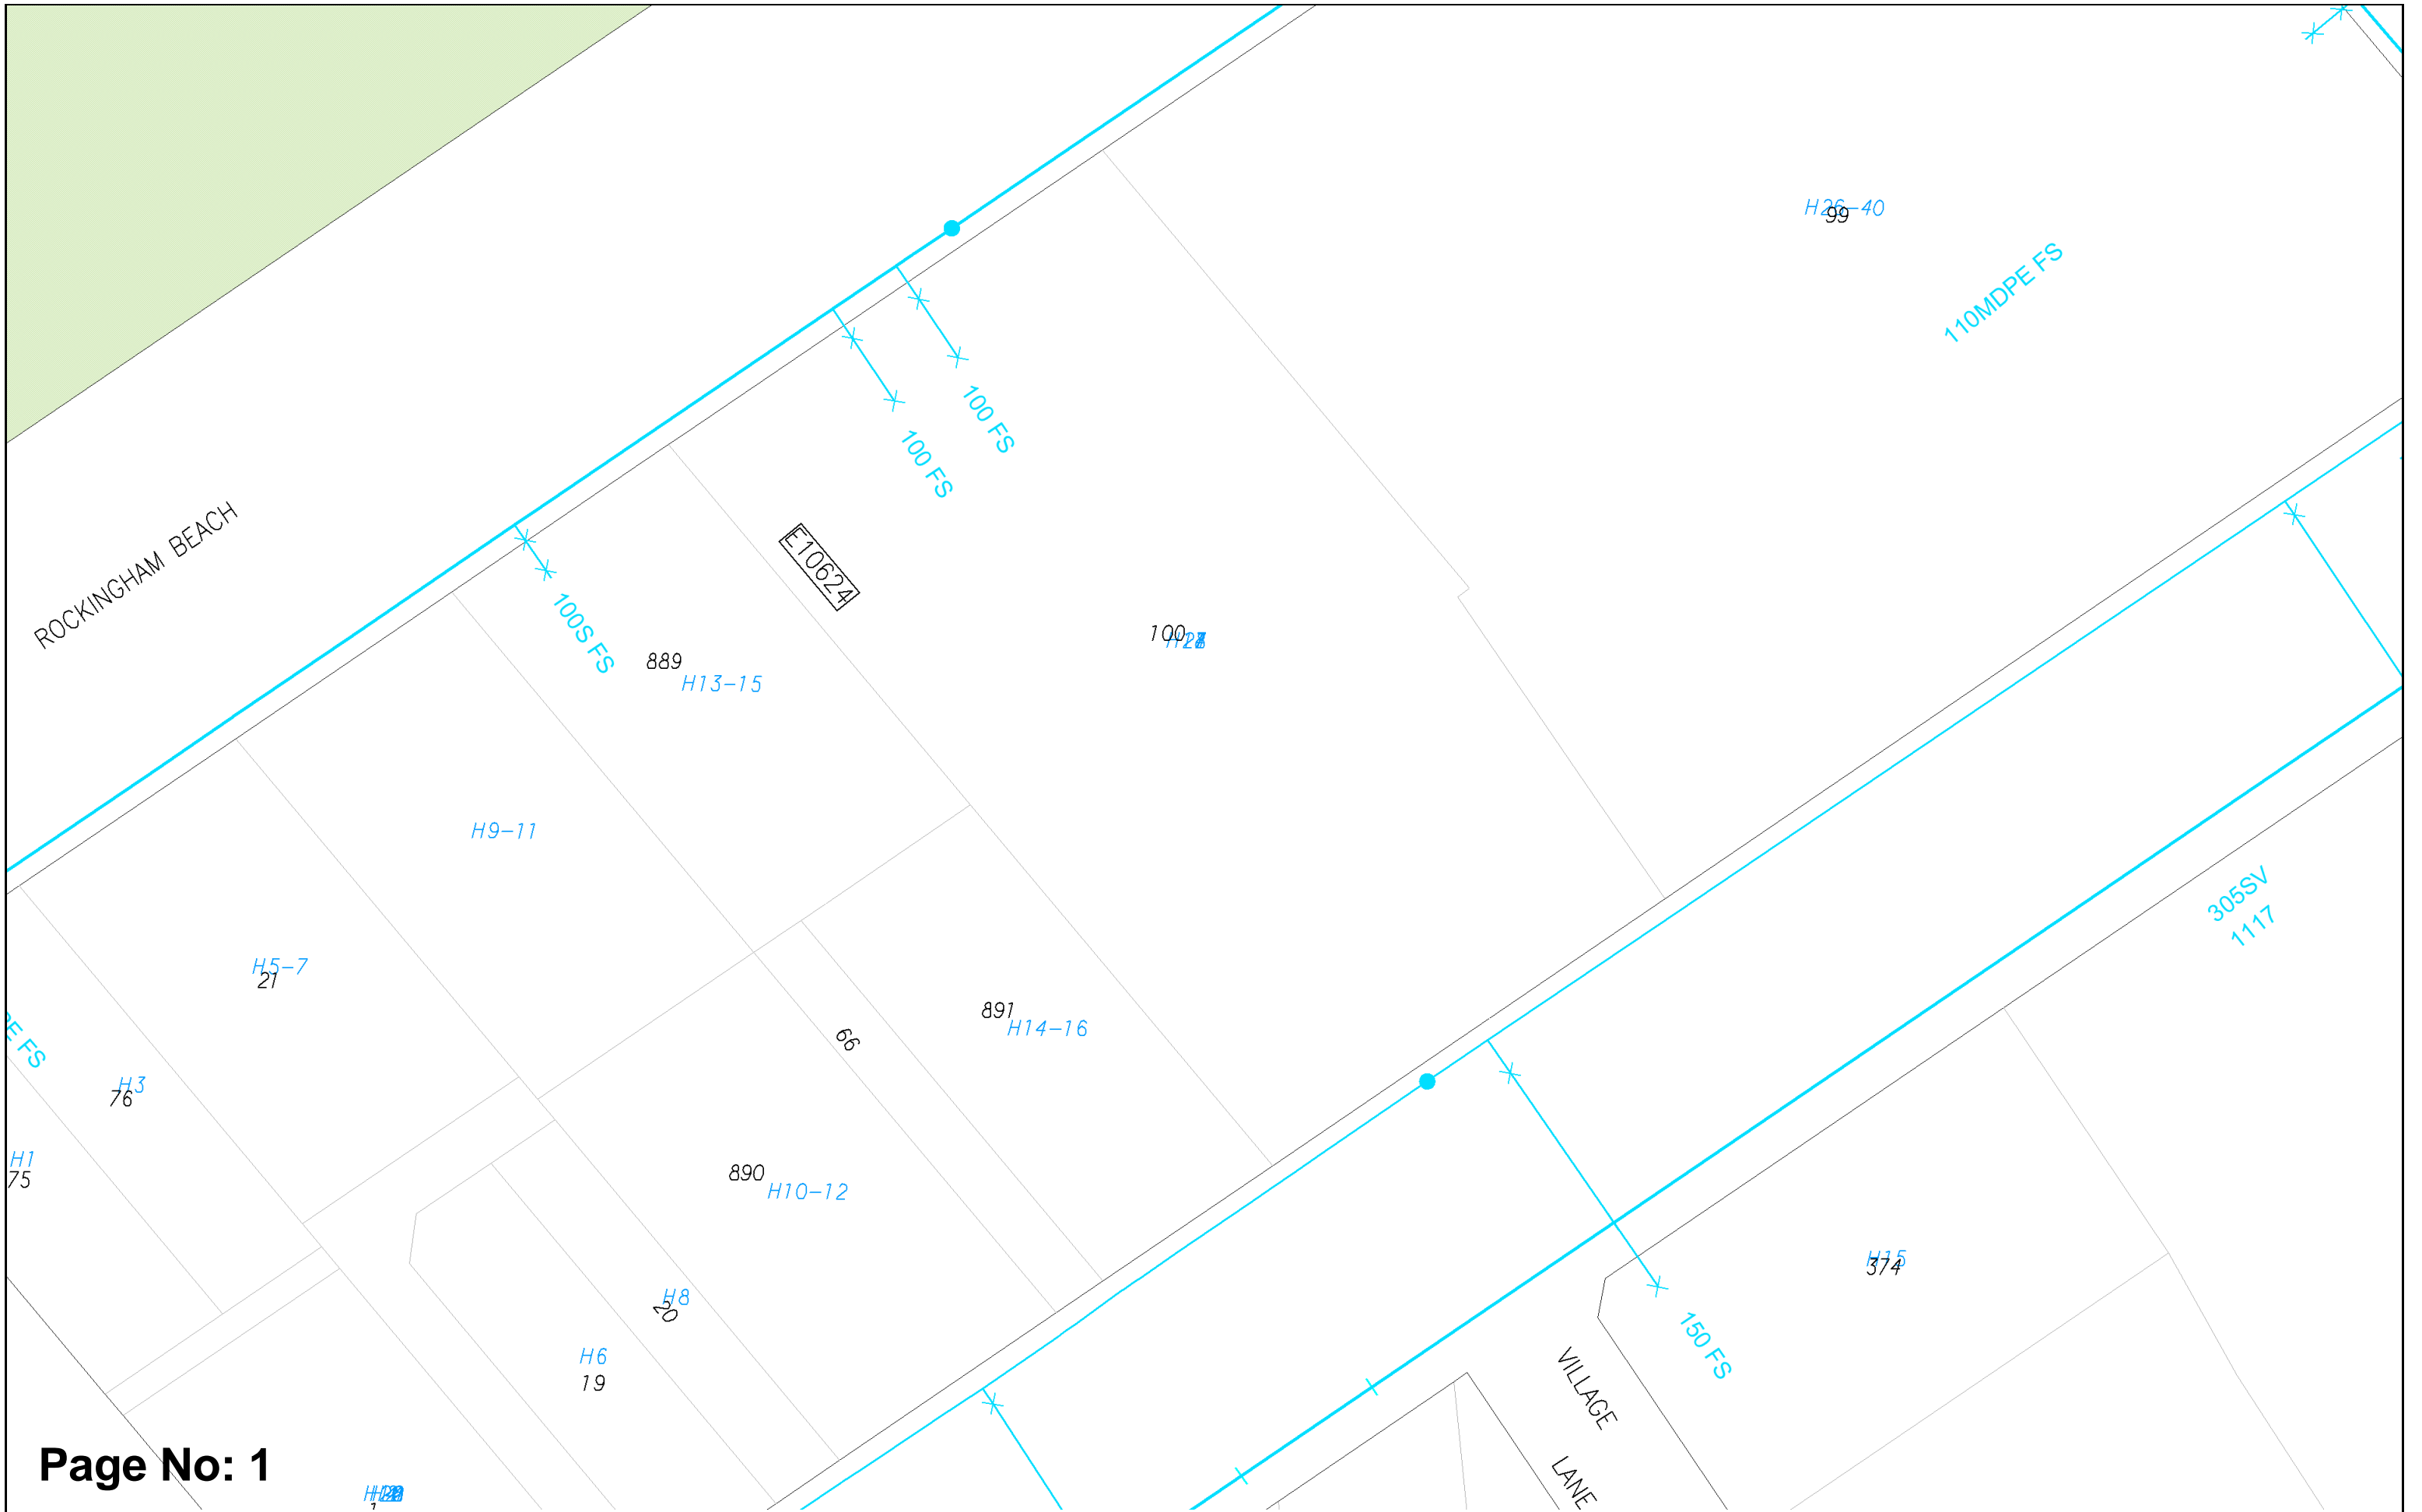 H26-40
99
110MDPE FS
100 FS
100 FS
ROCKINGHAM BEACH
E10624
100S FS
889
H13-15
100
H9-11
305SV
1117
H5-7
21
891
H14-16
66
FS
H3
76
H1
75
890
H10-12
H15
374
H8
20
150 FS
H6
19
VILLAGE
LANE
Page No: 1